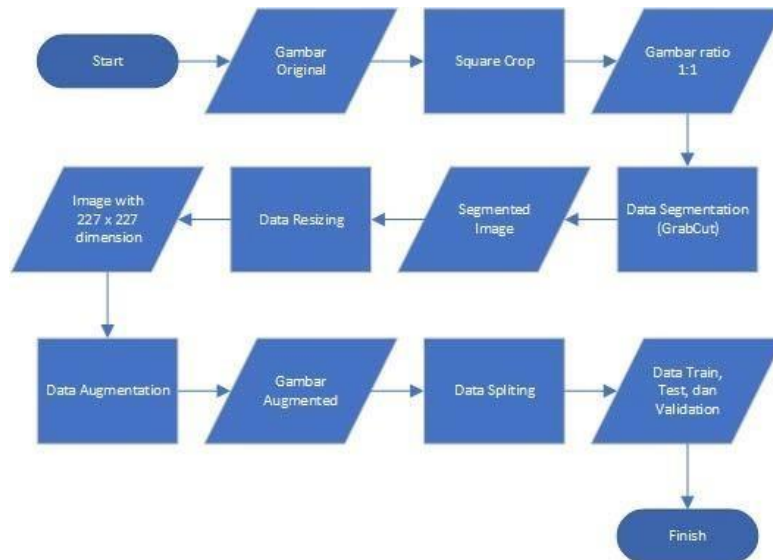 Start
Gambar
Original
Square Crop
Gambar ratio
1:1
Data Segmentation
(GrabCut)
Segmented
Image
Data Resizing
Image with
227 x 227
dimension
Data Augmentation
Gambar
Augmented
Data Spliting
Data Train,
Test, dan
Validation
Finish